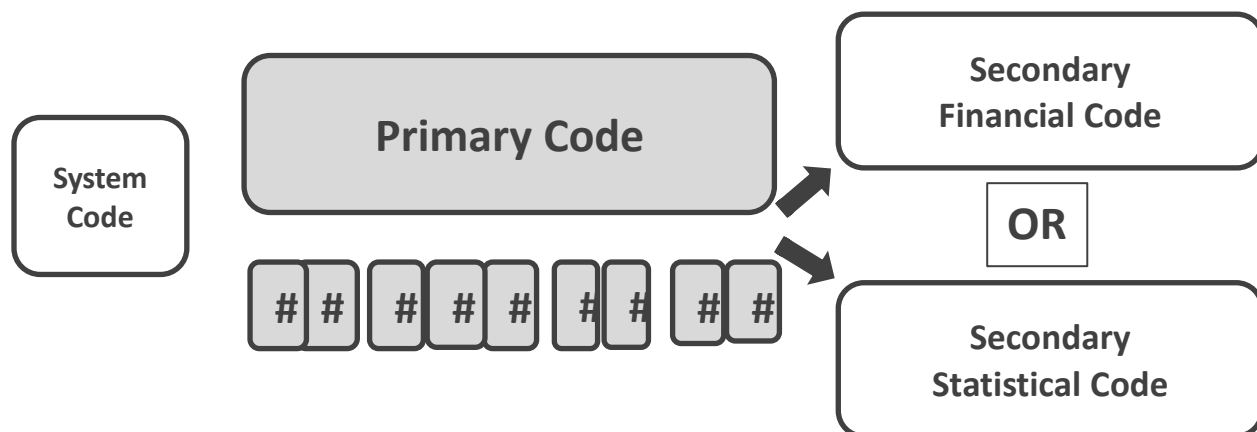 System
Code
Primary Code
# # # # # # # # #
Secondary
Financial Code
OR
Secondary
Statistical Code